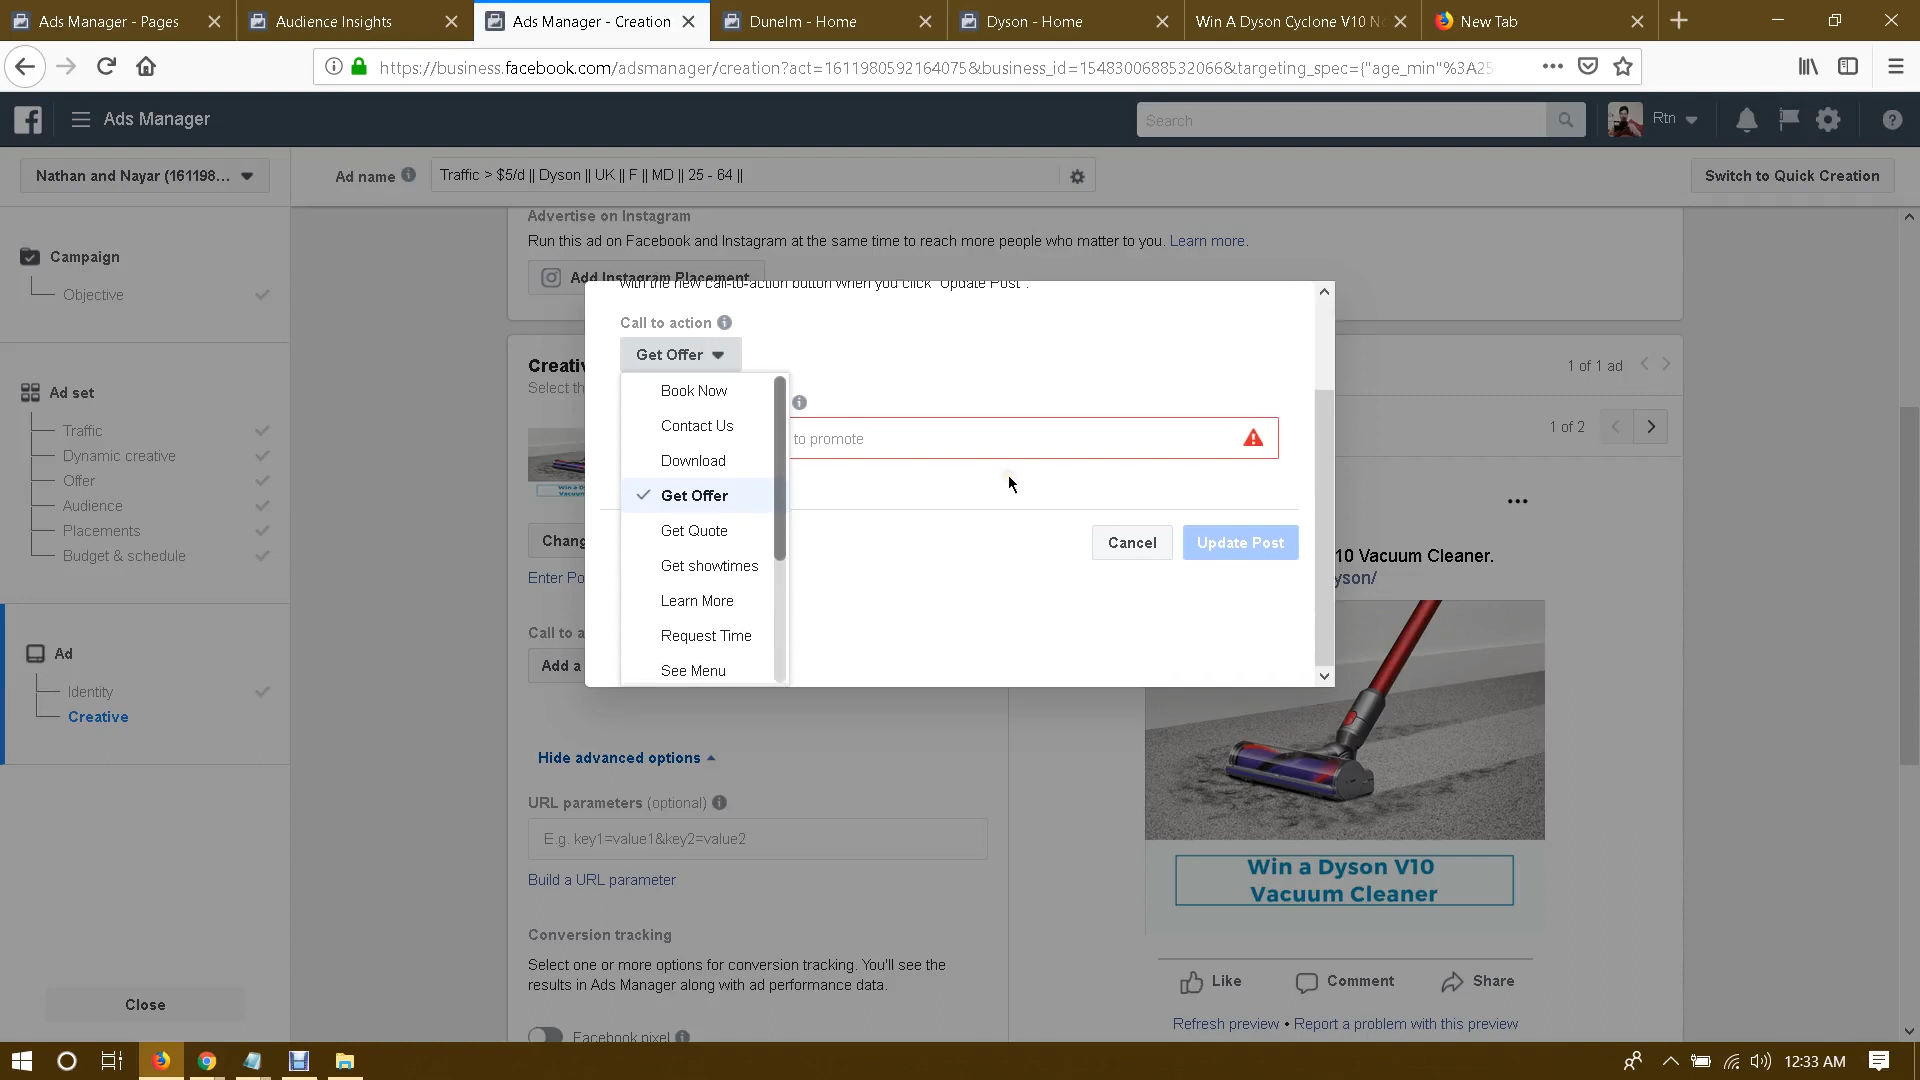 Ads Manager - Pages
Audience Insights
Ads Manager - Creation
Dunelm - Home
Dyson - Home
Win A Dyson Cyclone V10 No
New Tab
https://business.facebook.com/adsmanager/creation?act=1611980592164075&business_id=1548300688532066&targeting_spec={"age_min"%3A25
Ads Manager
Search
Rtn
Nathan and Nayar (161198...
Ad name
Traffic > $5/d || Dyson || UK || F || MD || 25 - 64 ||
Switch to Quick Creation
Campaign
Objective
Ad set
Traffic
Dynamic creative
Offer
Audience
Placements
Budget & schedule
Ad
Identity
Creative
Close
Advertise on Instagram
Run this ad on Facebook and Instagram at the same time to reach more people who matter to you. Learn more.
Add Instagram Placement
with the new call-to-action button when you click "Update Post".
Call to action
Get Offer
Book Now
Contact Us
Download
Get Offer
Get Quote
Get showtimes
Learn More
Request Time
See Menu
to promote
Cancel
Update Post
Creativ
Select th
1 of 1 ad
1 of 2
Chang
Enter Po
Call to a
Add a
Hide advanced options
URL parameters (optional)
E.g. key1=value1&key2=value2
Build a URL parameter
Conversion tracking
Select one or more options for conversion tracking. You'll see the
results in Ads Manager along with ad performance data.
Facebook pixel
10 Vacuum Cleaner.
yson/
Win a Dyson V10
Vacuum Cleaner
Like
Comment
Share
Refresh preview • Report a problem with this preview
12:33 AM